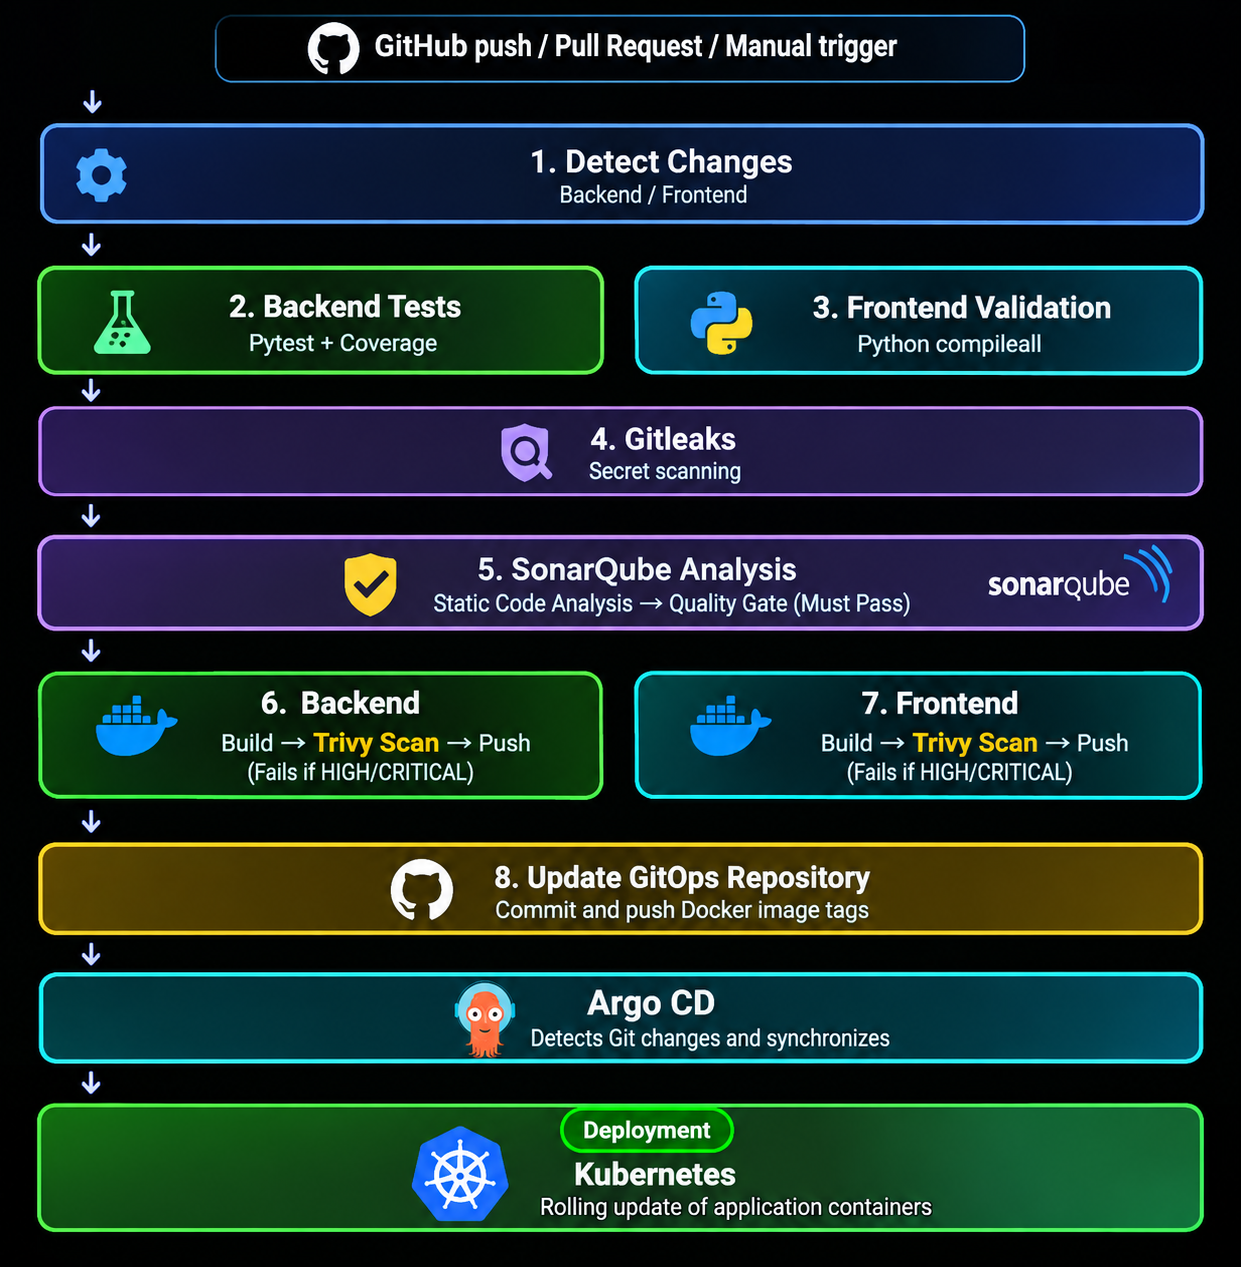 GitHub push / Pull Request / Manual trigger
1. Detect Changes
Backend / Frontend
2. Backend Tests
Pytest + Coverage
3. Frontend Validation
Python compileall
4. Gitleaks
Secret scanning
5. SonarQube Analysis
Static Code Analysis → Quality Gate (Must Pass)
sonarqube
6. Backend
Build → Trivy Scan → Push
(Fails if HIGH/CRITICAL)
7. Frontend
Build → Trivy Scan → Push
(Fails if HIGH/CRITICAL)
8. Update GitOps Repository
Commit and push Docker image tags
Argo CD
Detects Git changes and synchronizes
Deployment
Kubernetes
Rolling update of application containers